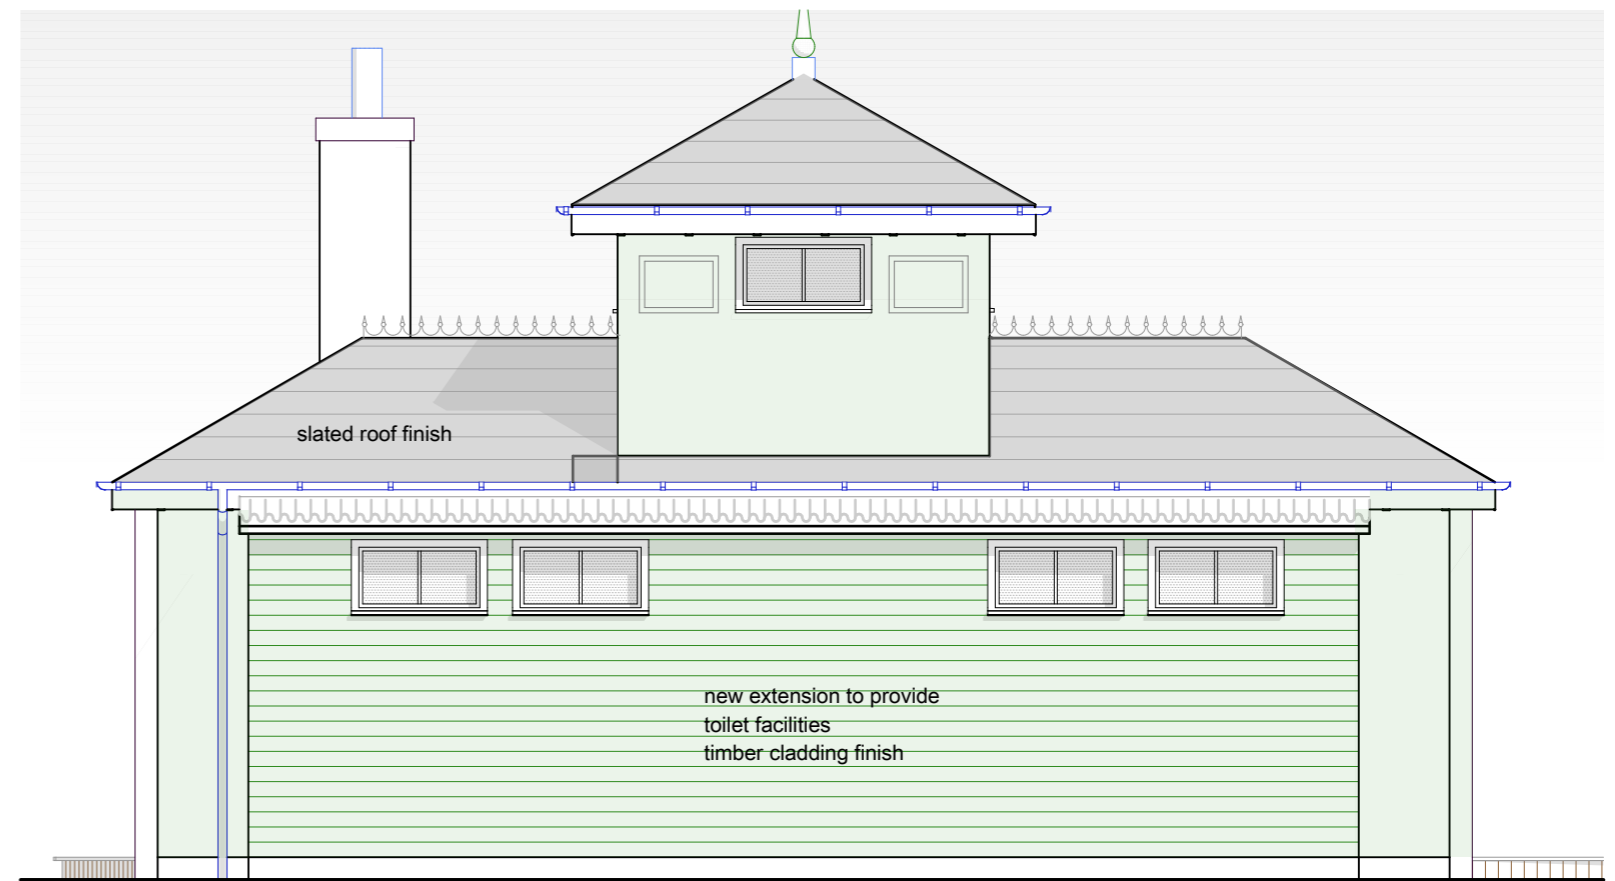 slated roof finish
new extension to provide
toilet facilities
timber cladding finish